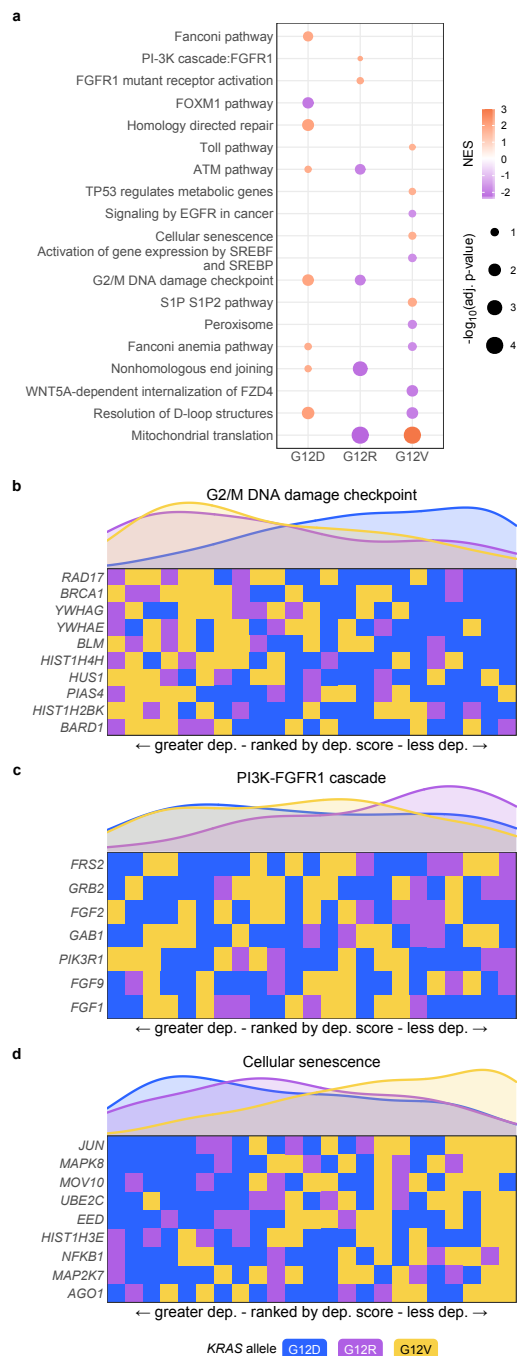 a
Fanconi pathway
PI-3K cascade:FGFR1
FGFR1 mutant receptor activation
FOXM1 pathway
Homology directed repair
Toll pathway
ATM pathway
TP53 regulates metabolic genes
Signaling by EGFR in cancer
Cellular senescence
Activation of gene expression by SREBF
and SREBP
G2/M DNA damage checkpoint
S1P S1P2 pathway
Peroxisome
Fanconi anemia pathway
Nonhomologous end joining
WNT5A-dependent internalization of FZD4
Resolution of D-loop structures
Mitochondrial translation
G12D G12R G12V
NES
3
2
1
0
-1
-2
-log10(adj. p-value)
1
2
3
4
b
G2/M DNA damage checkpoint
RAD17
BRCA1
YWHAG
YWHAE
BLM
HIST1H4H
HUS1
PIAS4
HIST1H2BK
BARD1
← greater dep. - ranked by dep. score - less dep. →
c
PI3K-FGFR1 cascade
FRS2
GRB2
FGF2
GAB1
PIK3R1
FGF9
FGF1
← greater dep. - ranked by dep. score - less dep. →
d
Cellular senescence
JUN
MAPK8
MOV10
UBE2C
EED
HIST1H3E
NFKB1
MAP2K7
AGO1
← greater dep. - ranked by dep. score - less dep. →
KRAS allele G12D G12R G12V